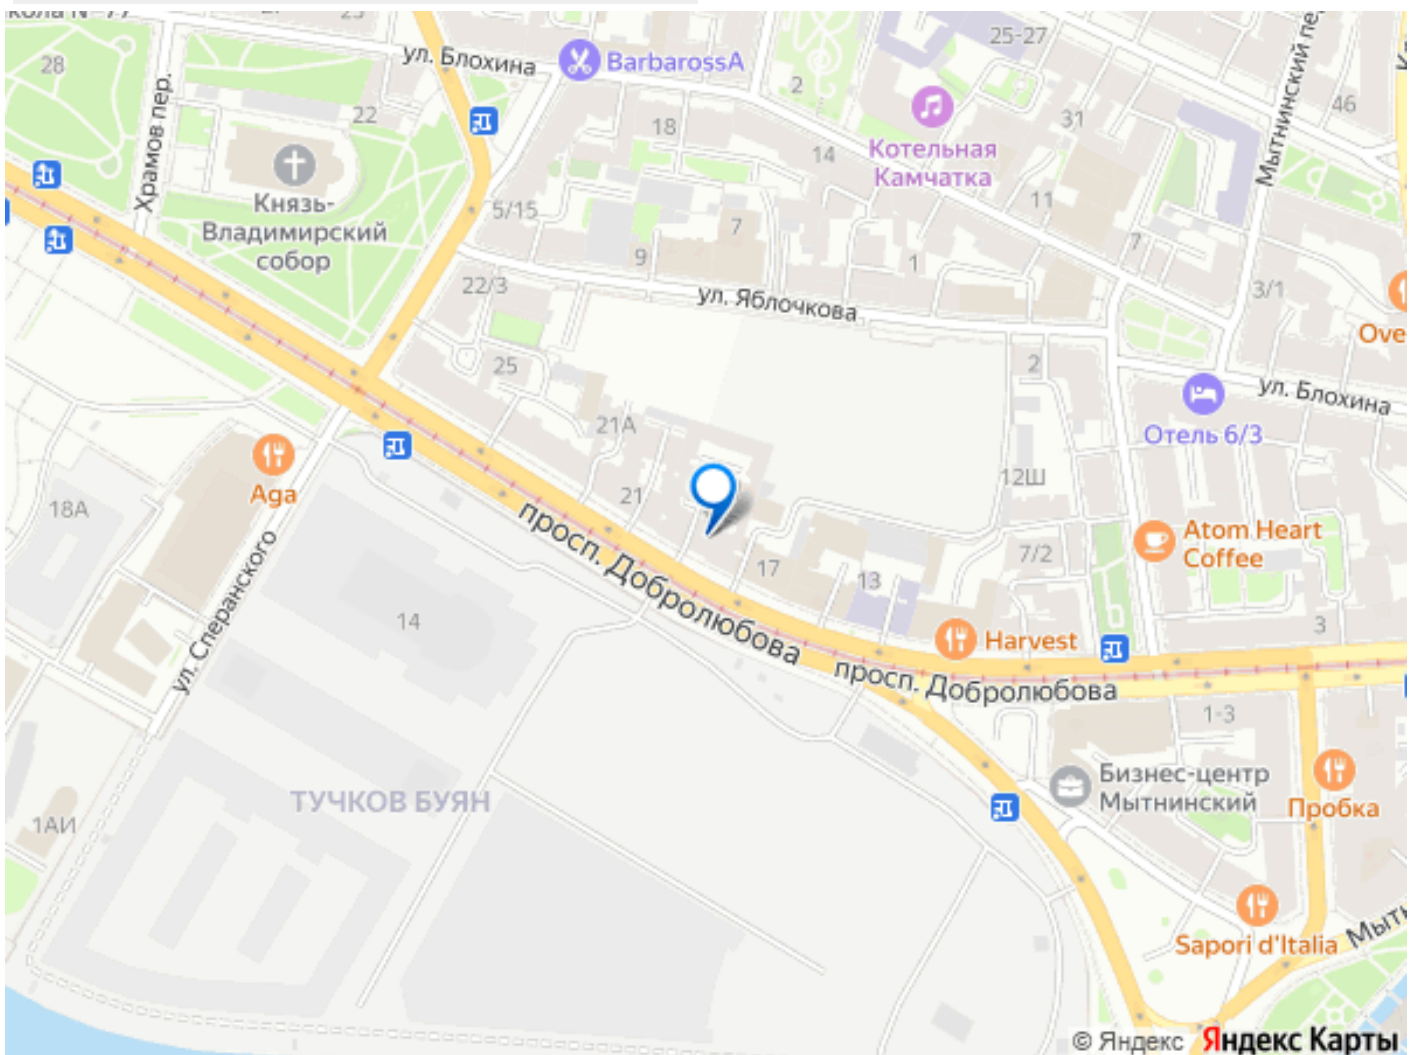 25-27
ул. Блохина
BarbarossA
28
Храмов пер.
22
2
18
14
Котельная
Камчатка
31
46
Мытнинский пе
Князь-
Владимирский
собор
5/15
7
9
11
7
1
22/3
ул. Яблочкова
3/1
Ove
25
2
ул. Блохина
Отель 6/3
21А
Aga
18А
21
12Ш
Atom Heart
Coffee
7/2
просп. Добролюбова
17
13
ул. Сперанского
14
Harvest
3
просп. Добролюбова
1-3
ТУЧКОВ БУЯН
Бизнес-центр
Мытнинский
Пробка
1АИ
Sapori d'Italia
Мыть
© Яндекс Яндекс Карты